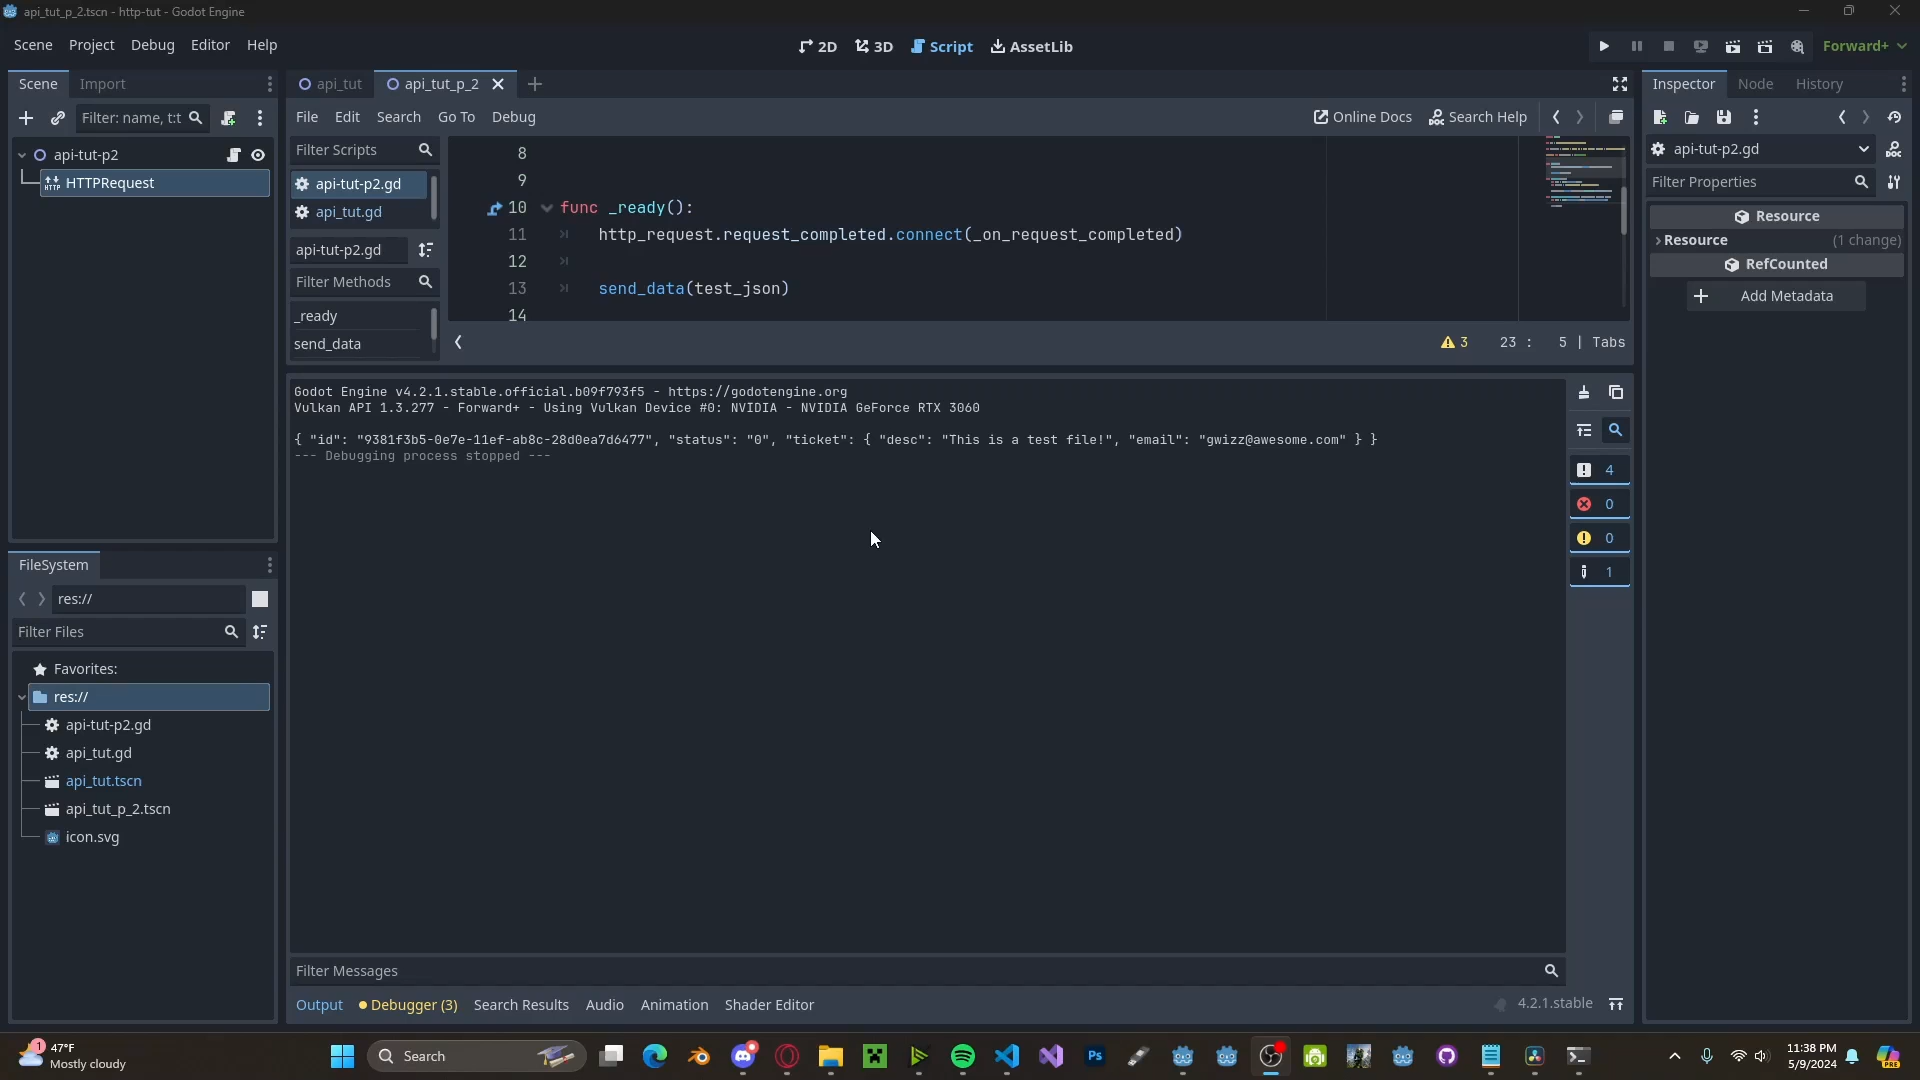 api_tut_p_2.tscn - http-tut - Godot Engine
Scene Project Debug Editor Help
2D 3D Script AssetLib
Forward+
Scene Import
api_tut api_tut_p_2
Inspector Node History
Filter: name, t:t
File Edit Search Go To Debug
Online Docs Search Help
api-tut-p2
HTTPRequest
Filter Scripts
api-tut-p2.gd
api_tut.gd
api-tut-p2.gd
Filter Methods
_ready
send_data
8
9
10 func _ready():
11 http_request.request_completed.connect(_on_request_completed)
12
13 send_data(test_json)
14
3 23 : 5 | Tabs
api-tut-p2.gd
Filter Properties
Resource
Resource (1 change)
RefCounted
Add Metadata
Godot Engine v4.2.1.stable.official.b09f793f5 - https://godotengine.org
Vulkan API 1.3.277 - Forward+ - Using Vulkan Device #0: NVIDIA - NVIDIA GeForce RTX 3060
{ "id": "9381f3b5-0e7e-11ef-ab8c-28d0ea7d6477", "status": "0", "ticket": { "desc": "This is a test file!", "email": "gwizz@awesome.com" } }
--- Debugging process stopped ---
4
0
0
1
FileSystem
res://
Filter Files
Favorites:
res://
api-tut-p2.gd
api_tut.gd
api_tut.tscn
api_tut_p_2.tscn
icon.svg
Filter Messages
Output Debugger (3) Search Results Audio Animation Shader Editor
4.2.1.stable
1
47°F
Mostly cloudy
Search
Ps
11:38 PM
5/9/2024
PRE